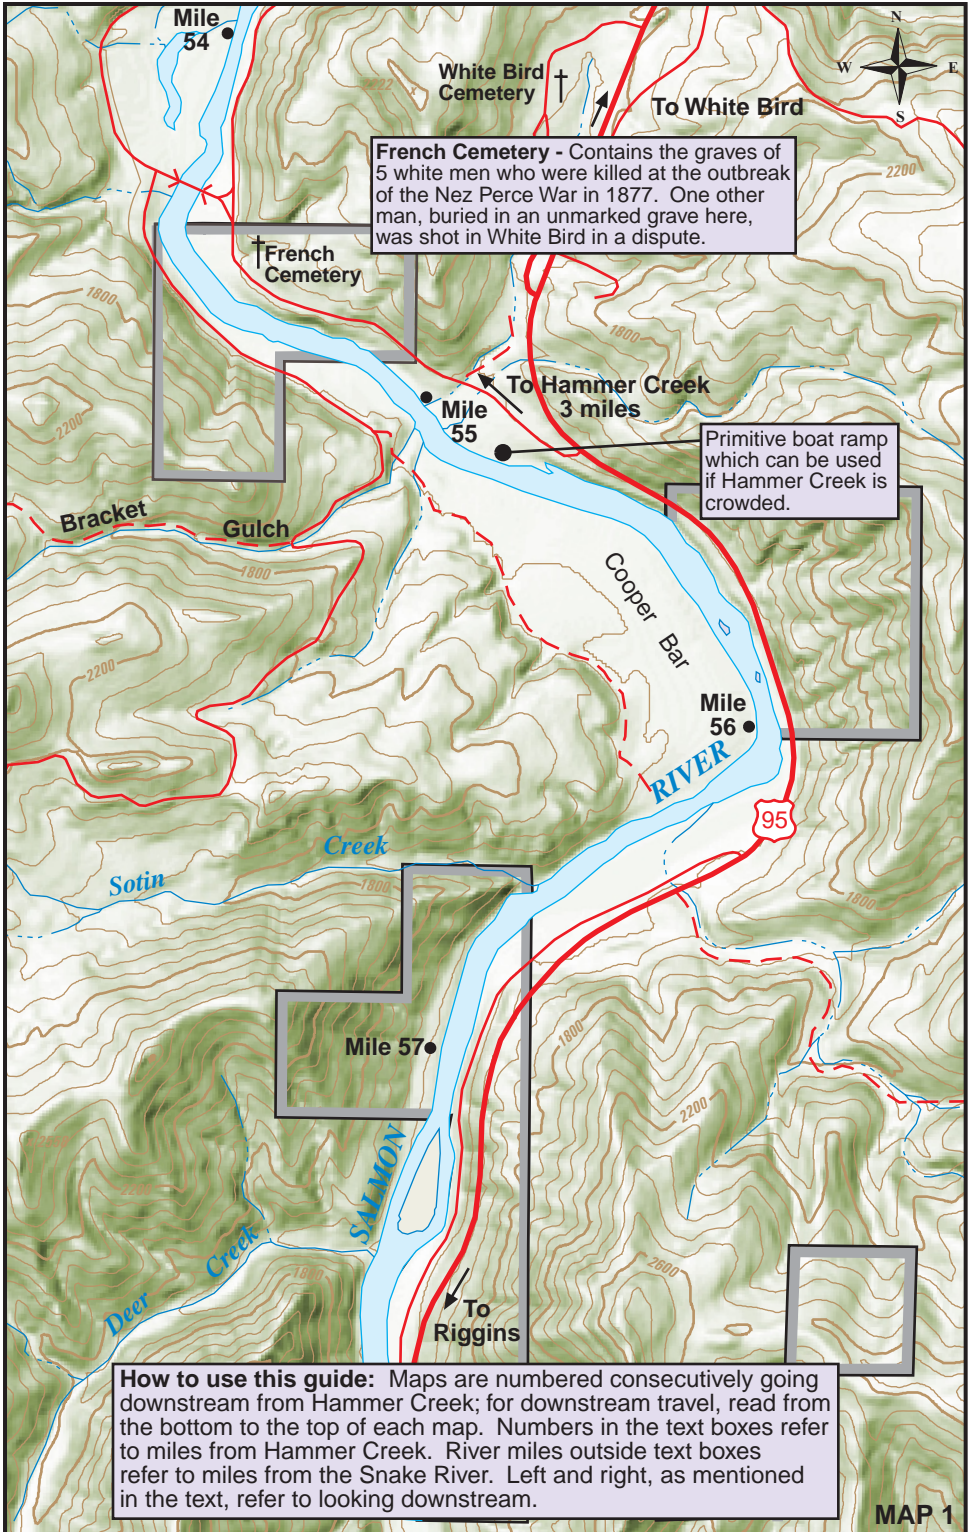 Mile
54
N
W
E
S
White Bird
Cemetery
To White Bird
French Cemetery - Contains the graves of
5 white men who were killed at the outbreak
of the Nez Perce War in 1877. One other
man, buried in an unmarked grave here,
was shot in White Bird in a dispute.
2200
French
Cemetery
1800
1800
To Hammer Creek
3 miles
Mile
55
2200
Primitive boat ramp
which can be used
if Hammer Creek is
crowded.
Bracket
Gulch
1800
Cooper Bar
2200
Mile
56
RIVER
95
Creek
Sotin
1800
1800
1800
Mile 57
2200
SALMON
2200
Creek
Deer
1800
2600
To
Riggins
How to use this guide: Maps are numbered consecutively going
downstream from Hammer Creek; for downstream travel, read from
the bottom to the top of each map. Numbers in the text boxes refer
to miles from Hammer Creek. River miles outside text boxes
refer to miles from the Snake River. Left and right, as mentioned
in the text, refer to looking downstream.
MAP 1